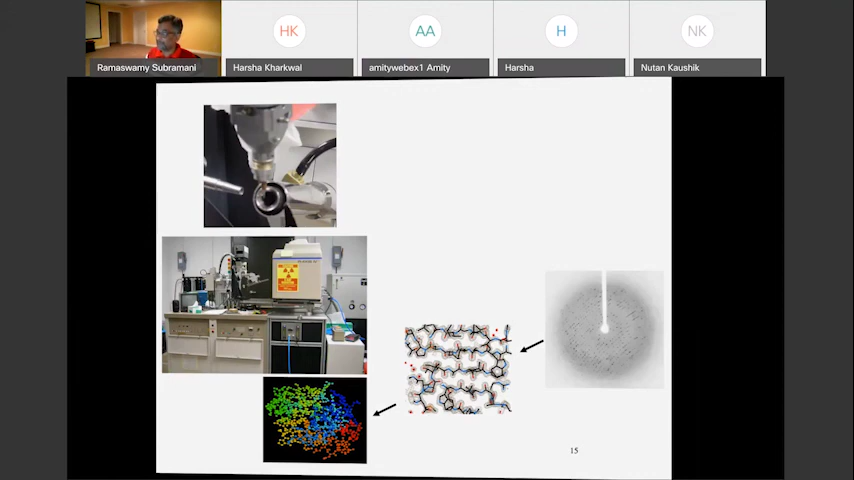 HK
AA
H
NK
Ramaswamy Subramani
Harsha Kharkwal
amitywebex1 Amity
Harsha
Nutan Kaushik
15